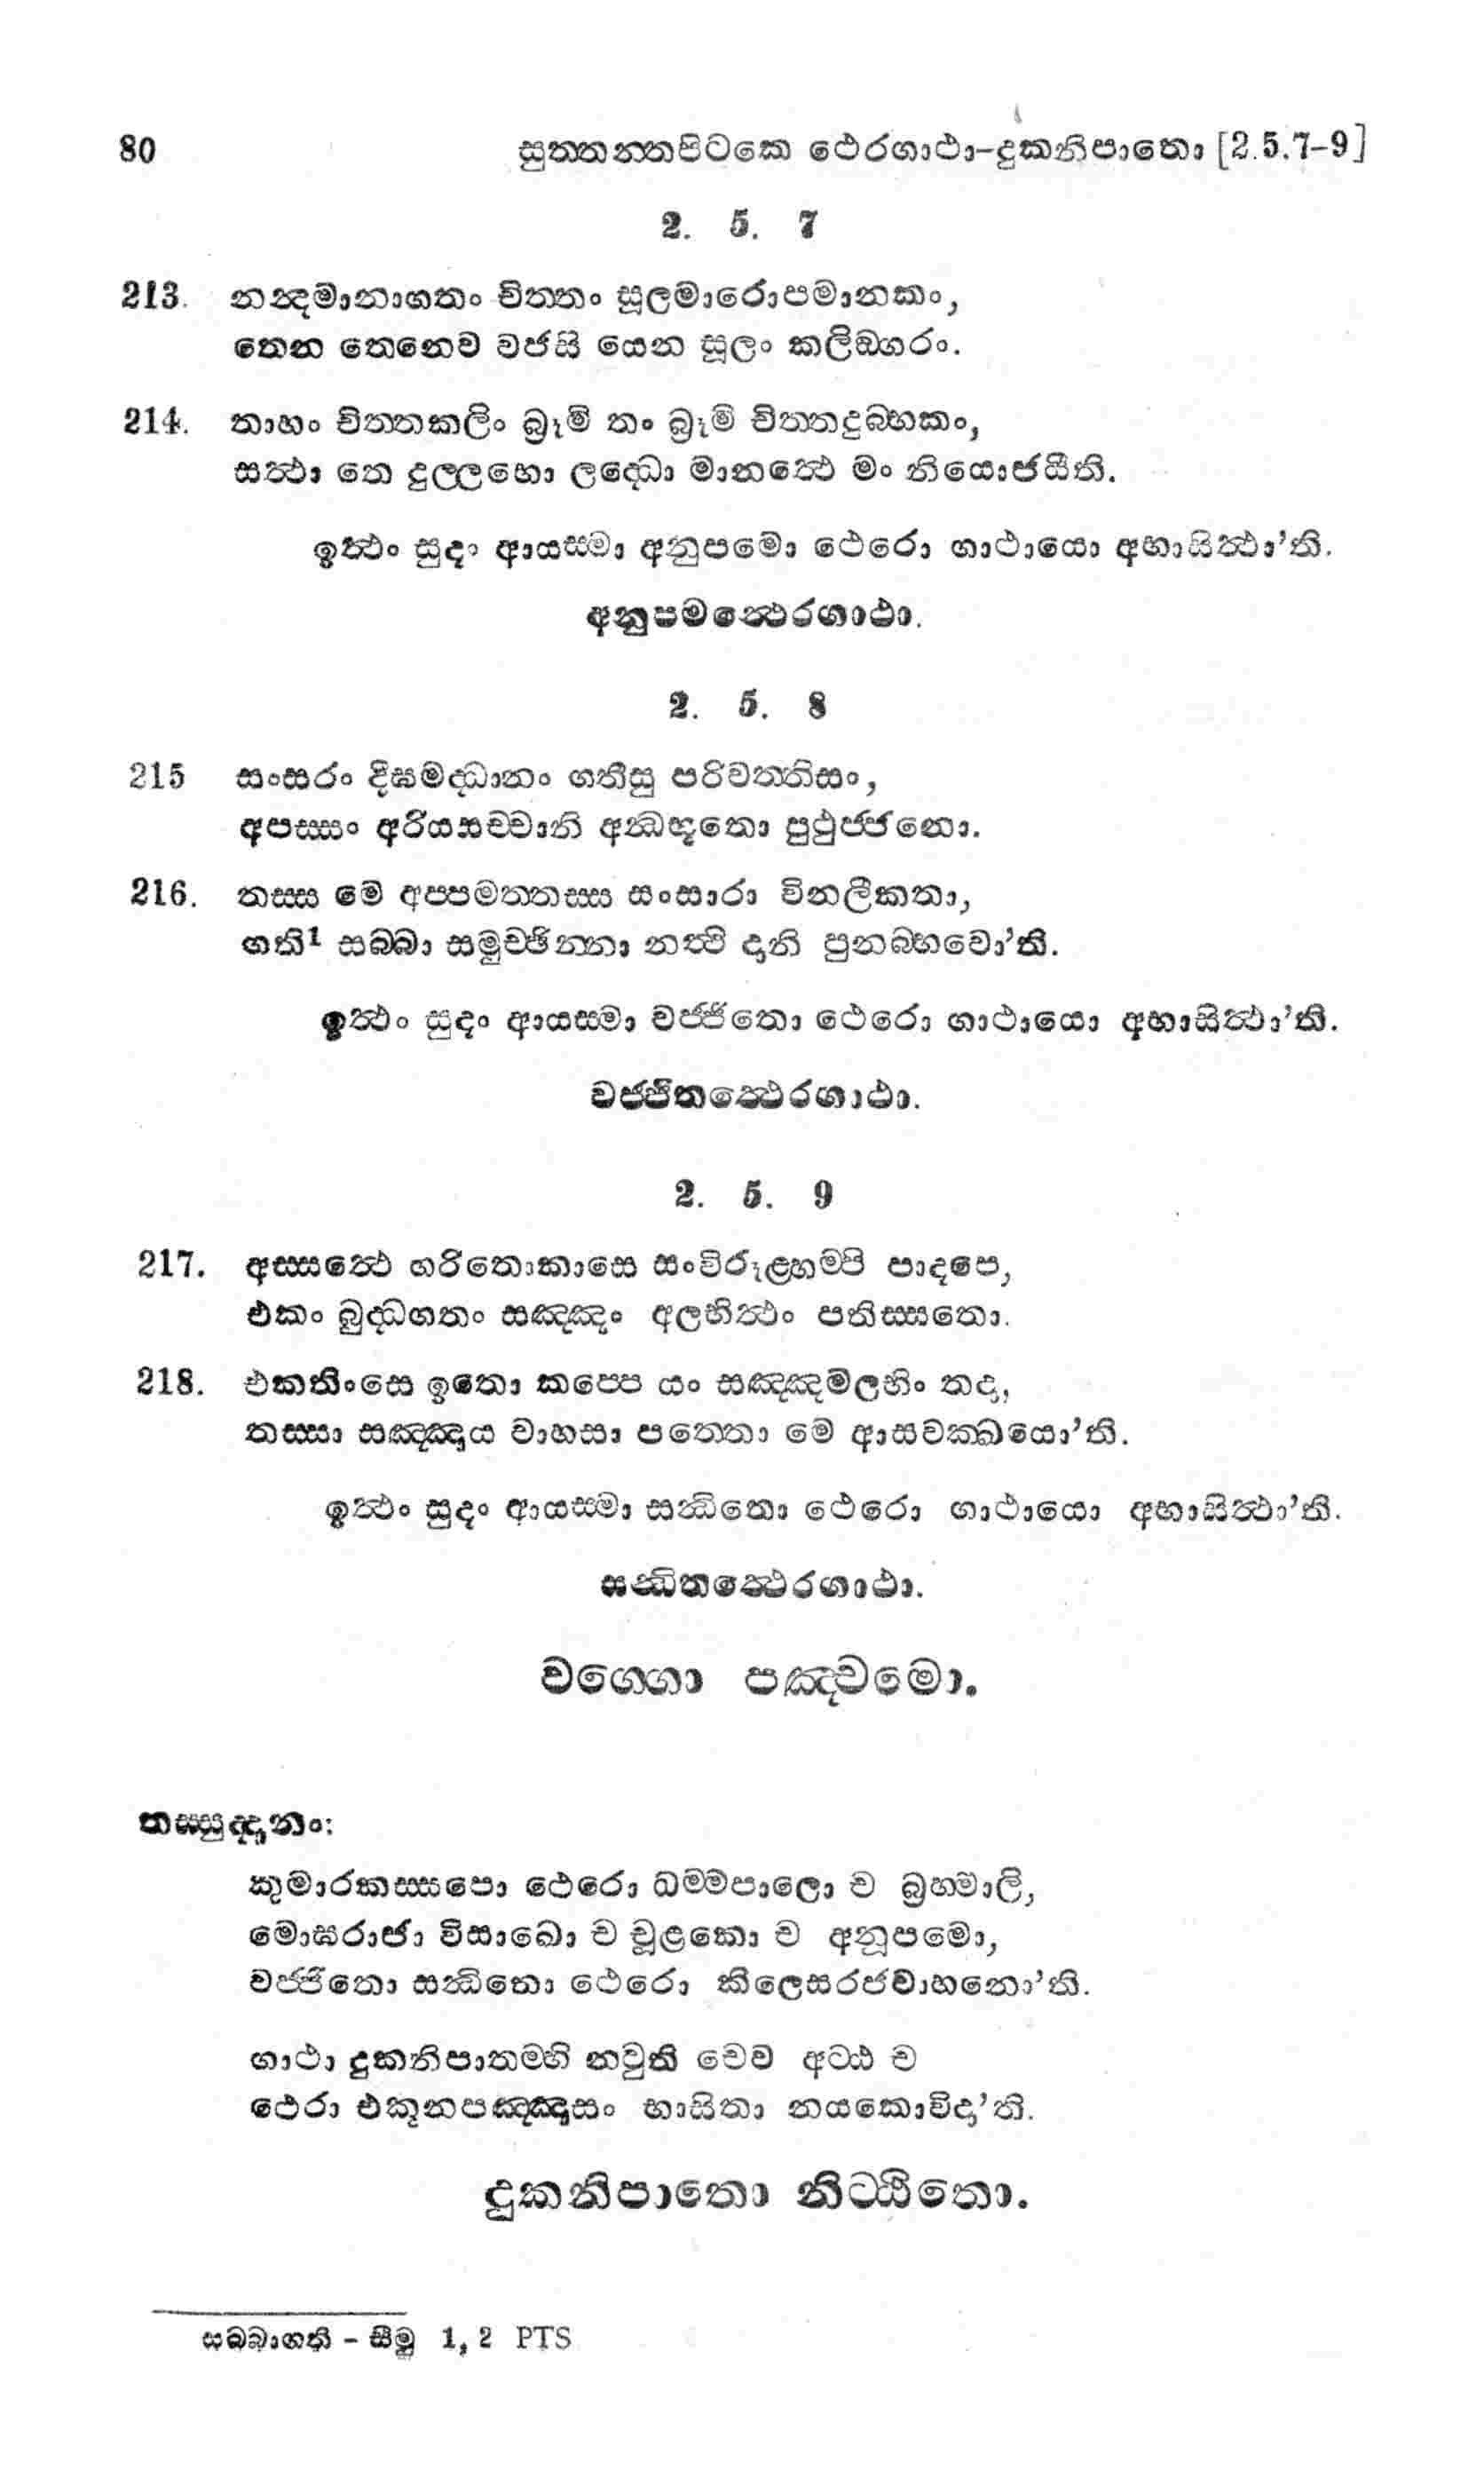 80 සුත්තන්තපිටකෙ ථෙරගාථා-දුකනිපාතො [2.5.7-9]
2. 5. 7
213. නන්දමානාගතං චිත්තං සූලමාරොපමානකං,
තෙන තෙනෙව වජසි යෙන සූලං කලිඞ්ගරං.
214. තාහං චිත්තකලිං බ්‍රූමි තං බ්‍රූමි චිත්තදුබ්භකං,
සත්ථා තෙ දුල්ලභො ලද්ධො මානත්ථෙ මං නියොජයීති.
ඉත්ථං සුදං ආයස්මා අනුපමො ථෙරො ගාථායො අභාසිත්ථා'ති.
අනුපමත්ථෙරගාථා.
2. 5. 8
215 සංසරං දීඝමද්ධානං ගතීසු පරිවත්තිසං,
අපස්සං අරියසච්චානි අන්ධභූතො පුථුජ්ජනො.
216. තස්ස මෙ අප්පමත්තස්ස සංසාරා විනලීකතා,
ගති1 සබ්බා සමුච්ඡින්නා නත්ථි දානි පුනබ්භවො'ති.
ඉත්ථං සුදං ආයස්මා වජ්ජිතො ථෙරො ගාථායො අභාසිත්ථා'ති.
වජ්ජිතත්ථෙරගාථා.
2. 5. 9
217. අස්සත්ථෙ හරිතොකාසෙ සංවිරූළ්හම්පි පාදපෙ,
එකං බුද්ධගතං සඤ්ඤං අලභිත්ථං පතිස්සතො.
218. එකතිංසෙ ඉතො කප්පෙ යං සඤ්ඤමලභිං තදා,
තස්සා සඤ්ඤාය වාහසා පත්තො මෙ ආසවක්ඛයො'ති.
ඉත්ථං සුදං ආයස්මා සන්ධිතො ථෙරො ගාථායො අභාසිත්ථා'ති.
සන්ධිතත්ථෙරගාථා.
වග්ගො පඤ්චමො.
තස්සුද්දානං:
කුමාරකස්සපො ථෙරො ධම්මපාලො ච බ්‍රහ්මාලි,
මොඝරාජා විසාඛො ච චූළකො ච අනූපමො,
වජ්ජිතො සන්ධිතො ථෙරො කිලෙසරජවාහනො'ති.
ගාථා දුකනිපාතම්හි නවුති චෙව අට්ඨ ච
ථෙරා එකූනපඤ්ඤාසං භාසිතා නයකොවිදා'ති.
දුකනිපාතො නිට්ඨිතො.
සබ්බාගතී - සීමු 1, 2 PTS